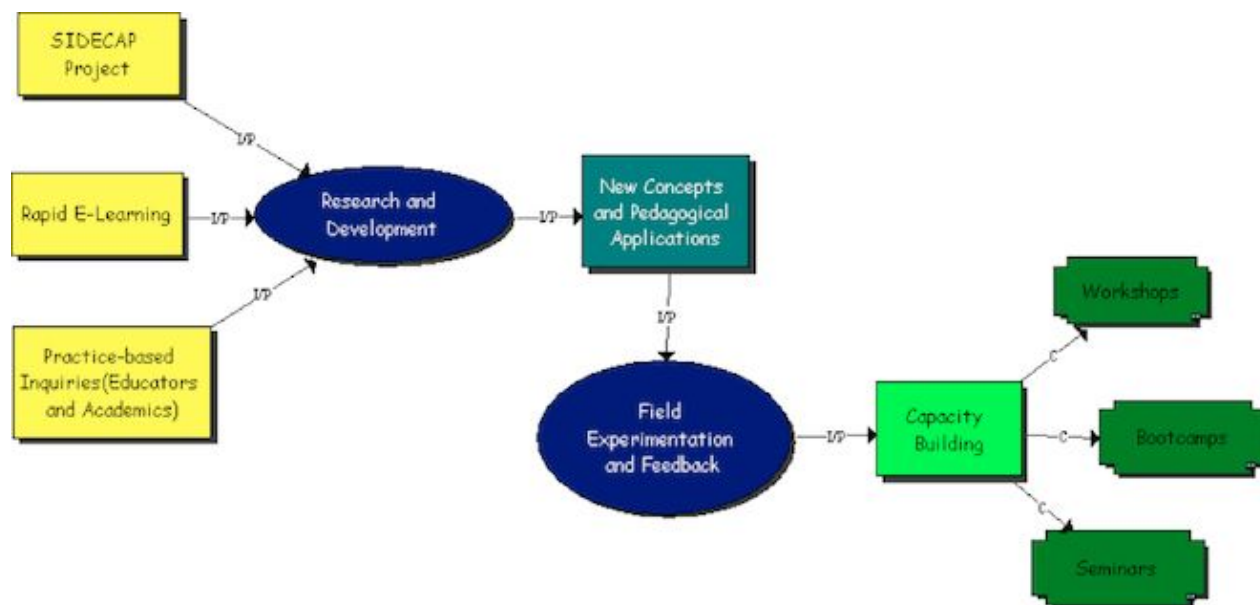 SIDECAP
Project
I/P
Rapid E-Learning
I/P
Practice-based
Inquiries(Educators
and Academics)
I/P
Research and
Development
I/P
New Concepts
and Pedagogical
Applications
I/P
Field
Experimentation
and Feedback
I/P
Capacity
Building
C
Workshops
C
Bootcamps
C
Seminars